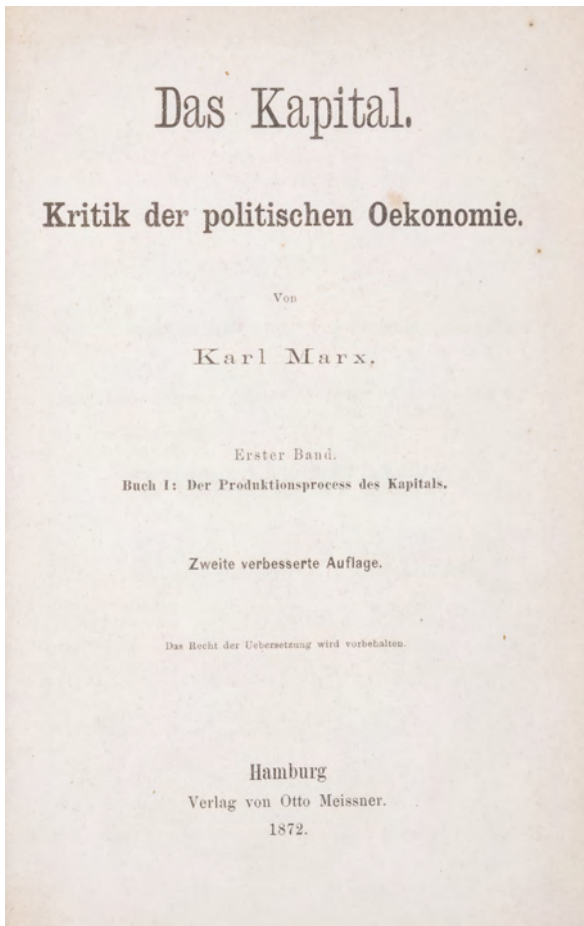 Das Kapital.
Kritik der politischen Oekonomie.
Von
Karl Marx.
Erster Band.
Buch I: Der Produktionsprocess des Kapitals.
Zweite verbesserte Auflage.
Das Recht der Uebersetzung wird vorbehalten.
Hamburg
Verlag von Otto Meissner.
1872.